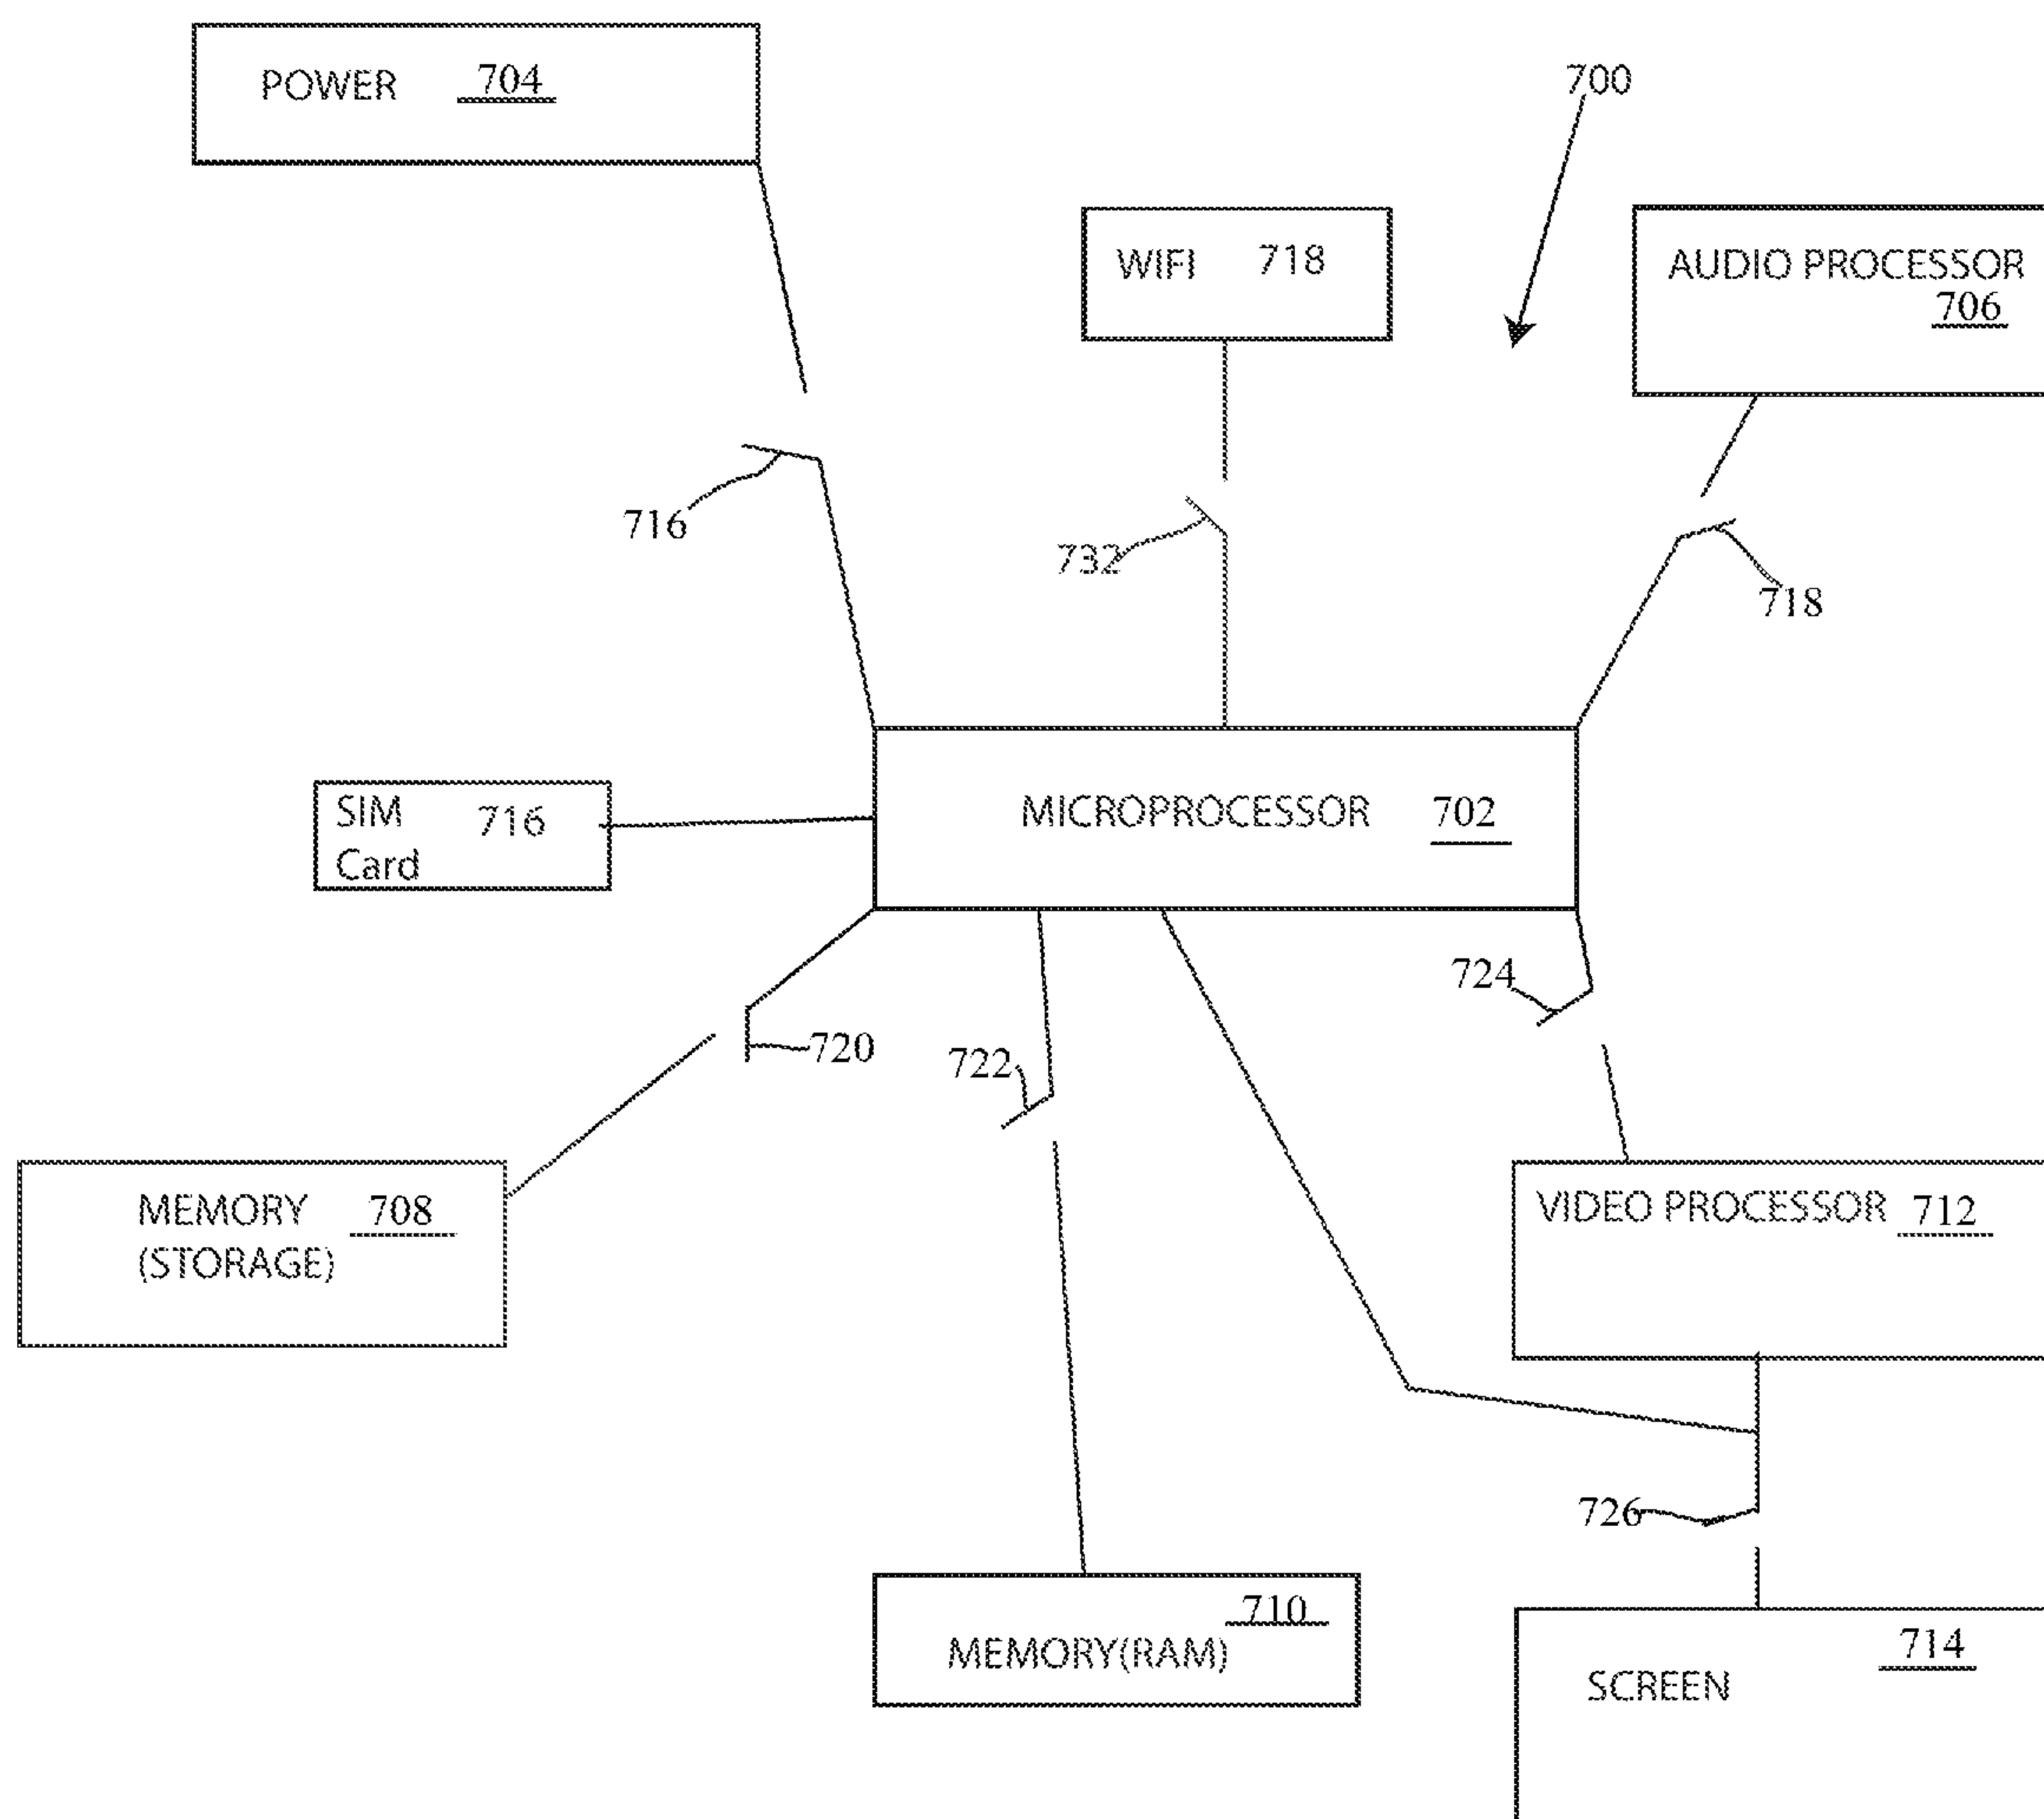 POWER 704
700
WIFI 718
AUDIO PROCESSOR
706
716
732
718
SIM 716
Card
MICROPROCESSOR 702
724
720
722
MEMORY 708
(STORAGE)
VIDEO PROCESSOR 712
726
710
MEMORY(RAM)
714
SCREEN